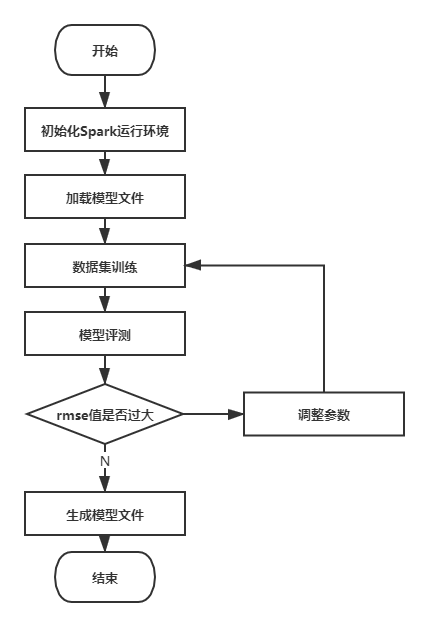 开始
初始化Spark运行环境
加载模型文件
数据集训练
模型评测
rmse值是否过大
调整参数
N
生成模型文件
结束